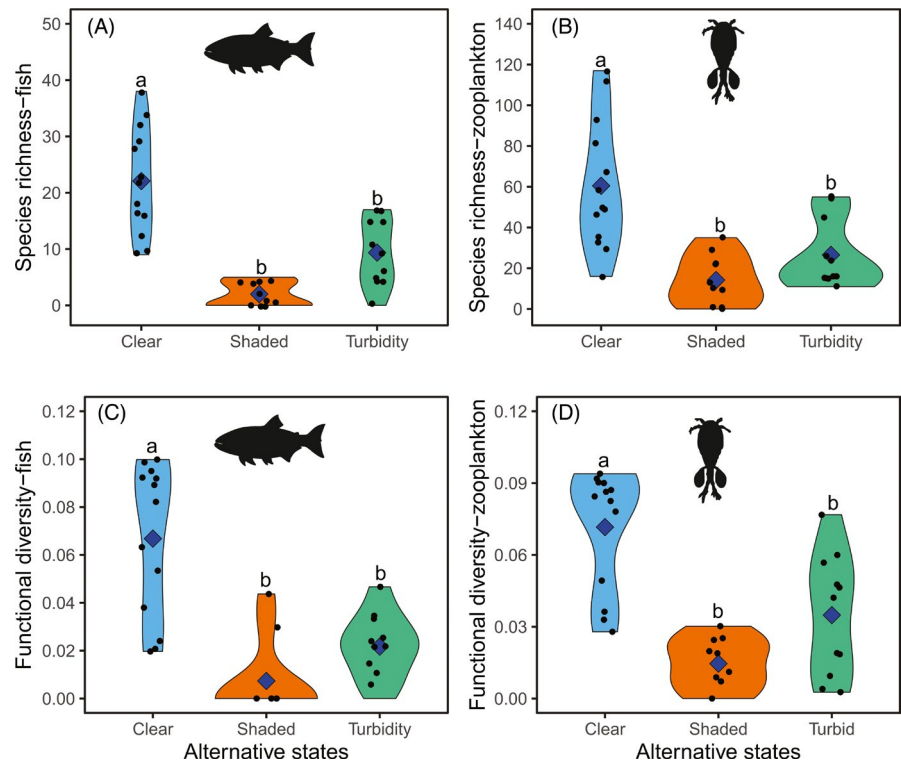 (A)
Species richness–fish
50
40
30
20
10
0
a
b
b
Clear Shaded Turbidity
(B)
Species richness–zooplankton
140
120
100
80
60
40
20
0
a
b
b
Clear Shaded Turbidity
(C)
Functional diversity–fish
0.12
0.10
0.08
0.06
0.04
0.02
0.00
a
b
b
Clear Shaded Turbidity
Alternative states
(D)
Functional diversity–zooplankton
0.12
0.09
0.06
0.03
0.00
a
b
b
Clear Shaded Turbid
Alternative states